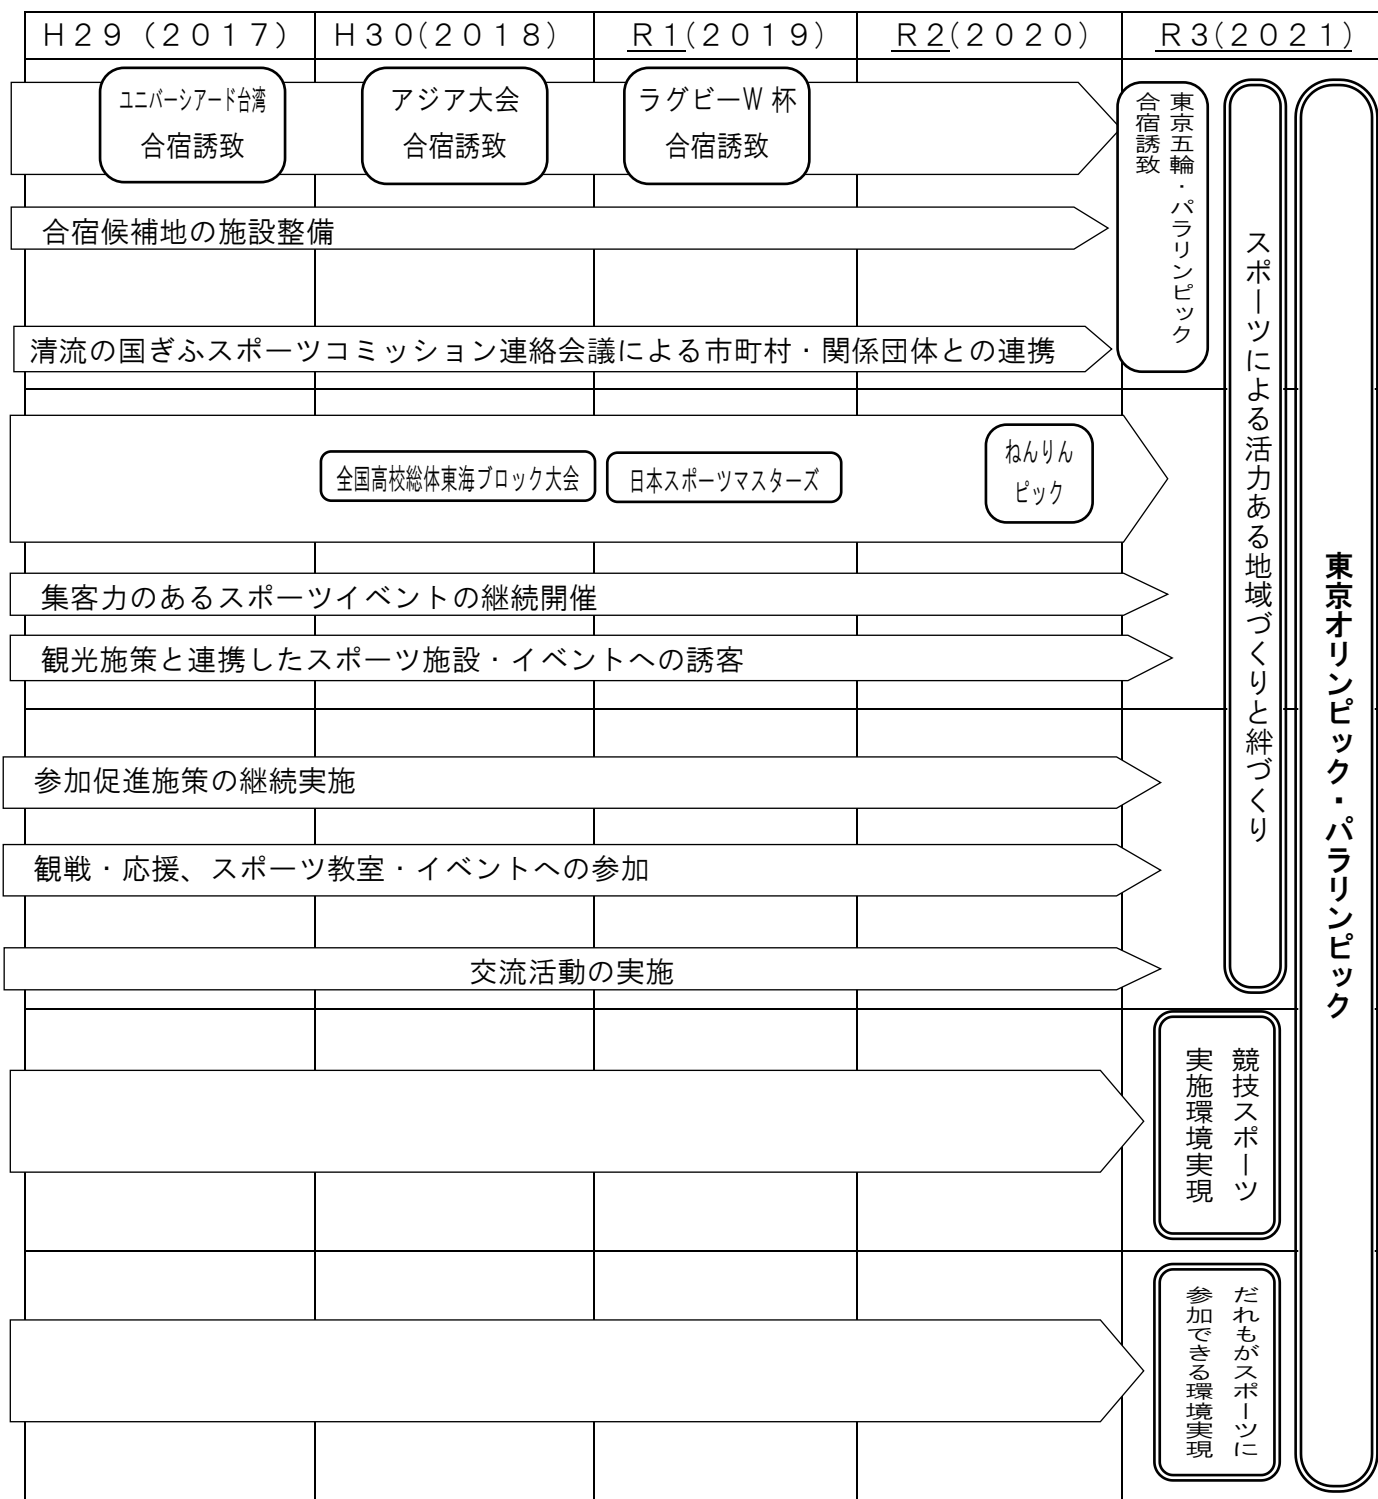 Ｈ２９（２０１７）
Ｈ３０(２０１８)
Ｒ１(２０１９)
Ｒ２(２０２０)
Ｒ３(２０２１)
ユニバーシアード台湾
合宿誘致
アジア大会
合宿誘致
ラグビーＷ杯
合宿誘致
東京五輪・パラリンピック
合宿誘致
合宿候補地の施設整備
清流の国ぎふスポーツコミッション連絡会議による市町村・関係団体との連携
全国高校総体東海ブロック大会
日本スポーツマスターズ
ねんりん
ピック
集客力のあるスポーツイベントの継続開催
観光施策と連携したスポーツ施設・イベントへの誘客
参加促進施策の継続実施
観戦・応援、スポーツ教室・イベントへの参加
交流活動の実施
スポーツによる活力ある地域づくりと絆づくり
東京オリンピック・パラリンピック
競技スポーツ
実施環境実現
だれもがスポーツに
参加できる環境実現